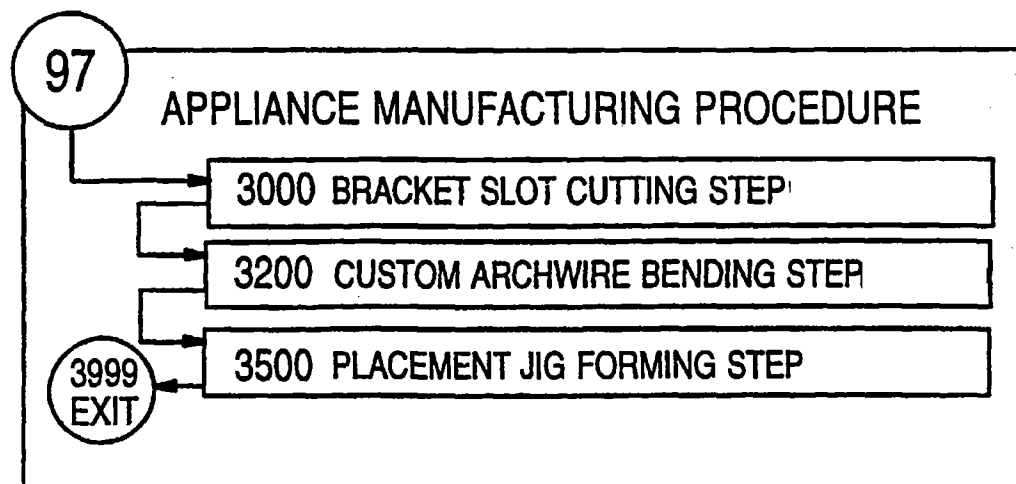 97
APPLIANCE MANUFACTURING PROCEDURE
3000 BRACKET SLOT CUTTING STEP
3200 CUSTOM ARCHWIRE BENDING STEP
3500 PLACEMENT JIG FORMING STEP
3999
EXIT